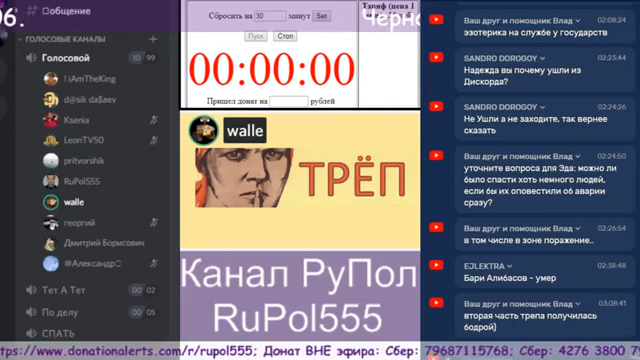 06.
общение
ГОЛОСОВЫЕ КАНАЛЫ
Голосовой
10 99
! iAmTheKing
d@sik da$aev
Ksenia
LeonTV50
pritvorshik
RuPol555
walle
георгий
Дмитрий Борисович
Александр
Тет А Тет
00 02
По делу
00 05
СПАТЬ
Сбросить на 30 минут Set
Пуск Стоп
00:00:00
Пришел донат на рублей
Тариф (цена 1
Черно
walle
ТРЁП
Канал РуПол
RuPol555
Ваш друг и помощник Влад 02:08:24
эзотерика на службе у государств
SANDRO DOROGOY 02:23:44
Надежда вы почему ушли из
Дискорда?
SANDRO DOROGOY 02:24:26
Не Ушли а не заходите, так вернее
сказать
Ваш друг и помощник Влад 02:24:50
уточните вопроса для Эда: можно ли
было спасти хоть немного людей,
если бы их оповестили об аварии
сразу?
Ваш друг и помощник Влад 02:26:54
в том числе в зоне поражение..
EJLEKTRA 02:38:48
Бари Алибасов - умер
Ваш друг и помощник Влад 03:08:41
вторая часть трепа получилась
бодрой)
https://www.donationalerts.com/r/rupol555; Донат ВНЕ эфира: Сбер: 79687115768; Сбер: 4276 3800 7